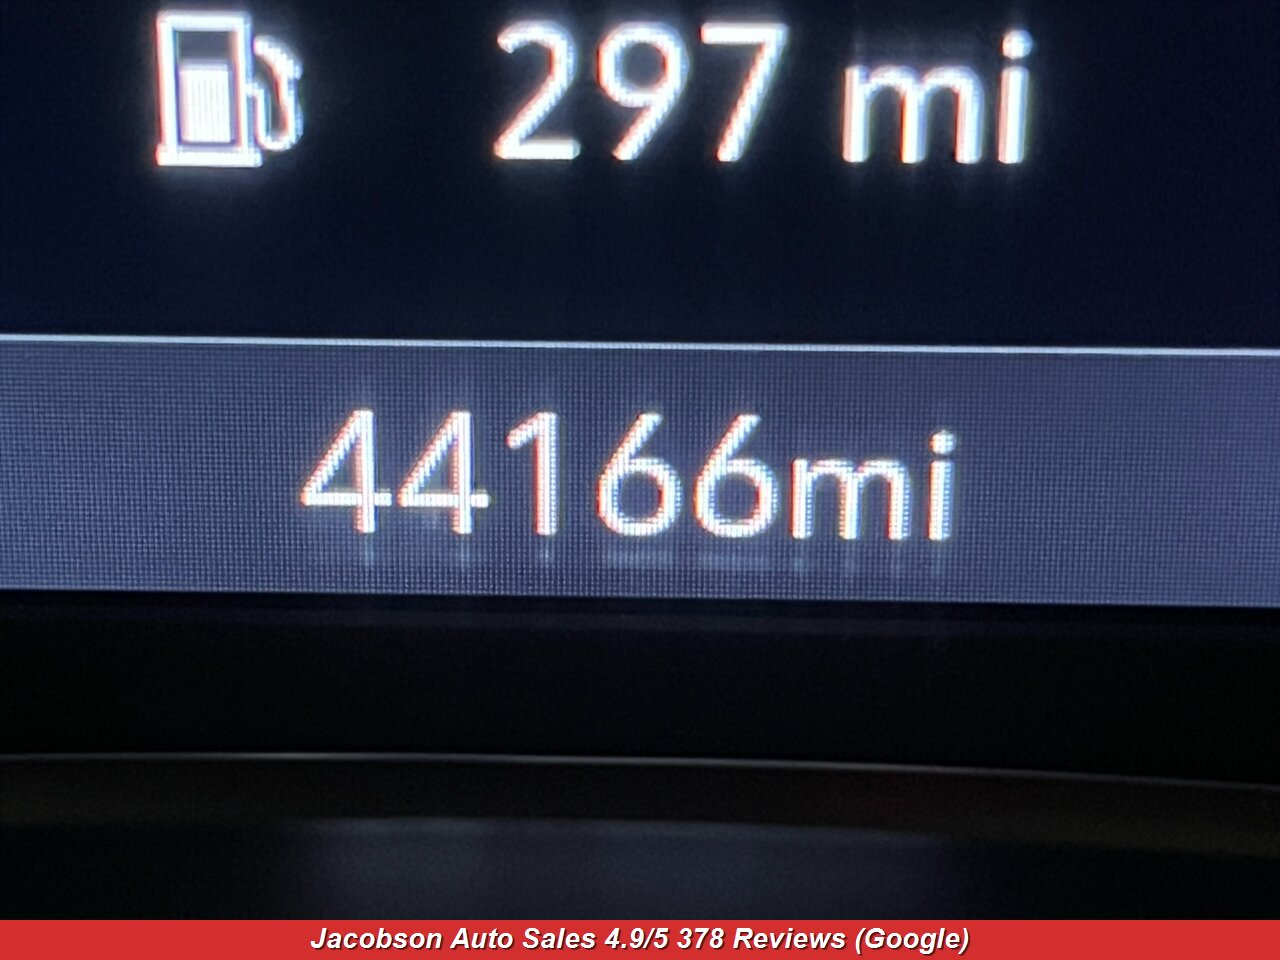 297 mi
44166mi
Jacobson Auto Sales 4.9/5 378 Reviews (Google)